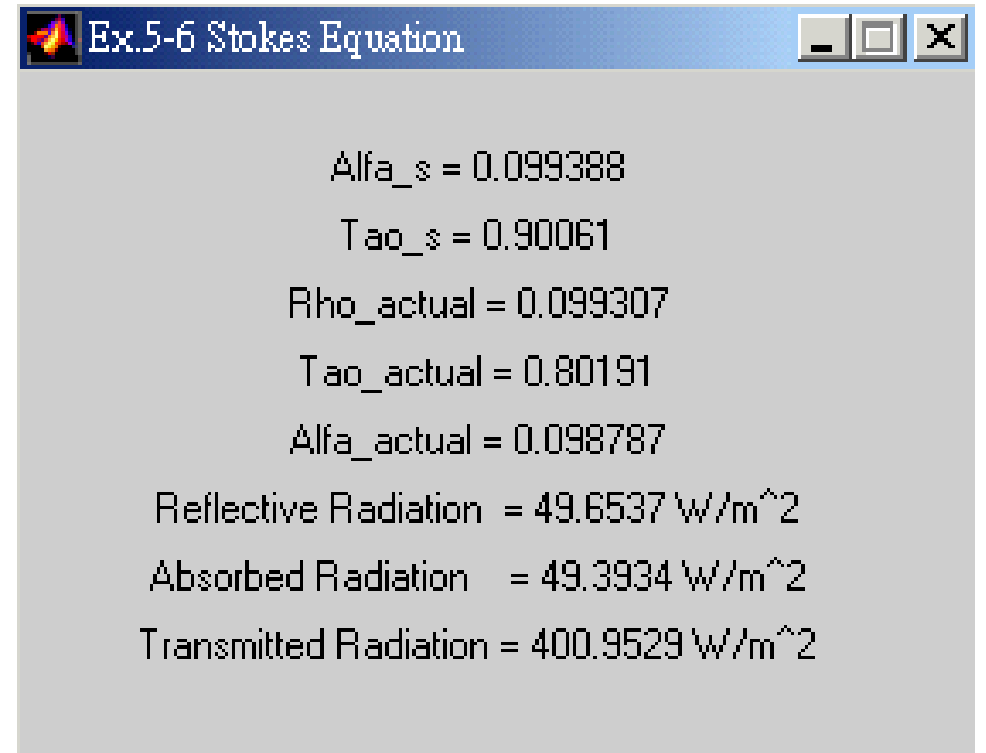 Ex.5-6 Stokes Equation
Alfa_s = 0.099388
Tao_s = 0.90061
Rho_actual = 0.099307
Tao_actual = 0.80191
Alfa_actual = 0.098787
Reflective Radiation = 49.6537 W/m^2
Absorbed Radiation = 49.3934 W/m^2
Transmitted Radiation = 400.9529 W/m^2